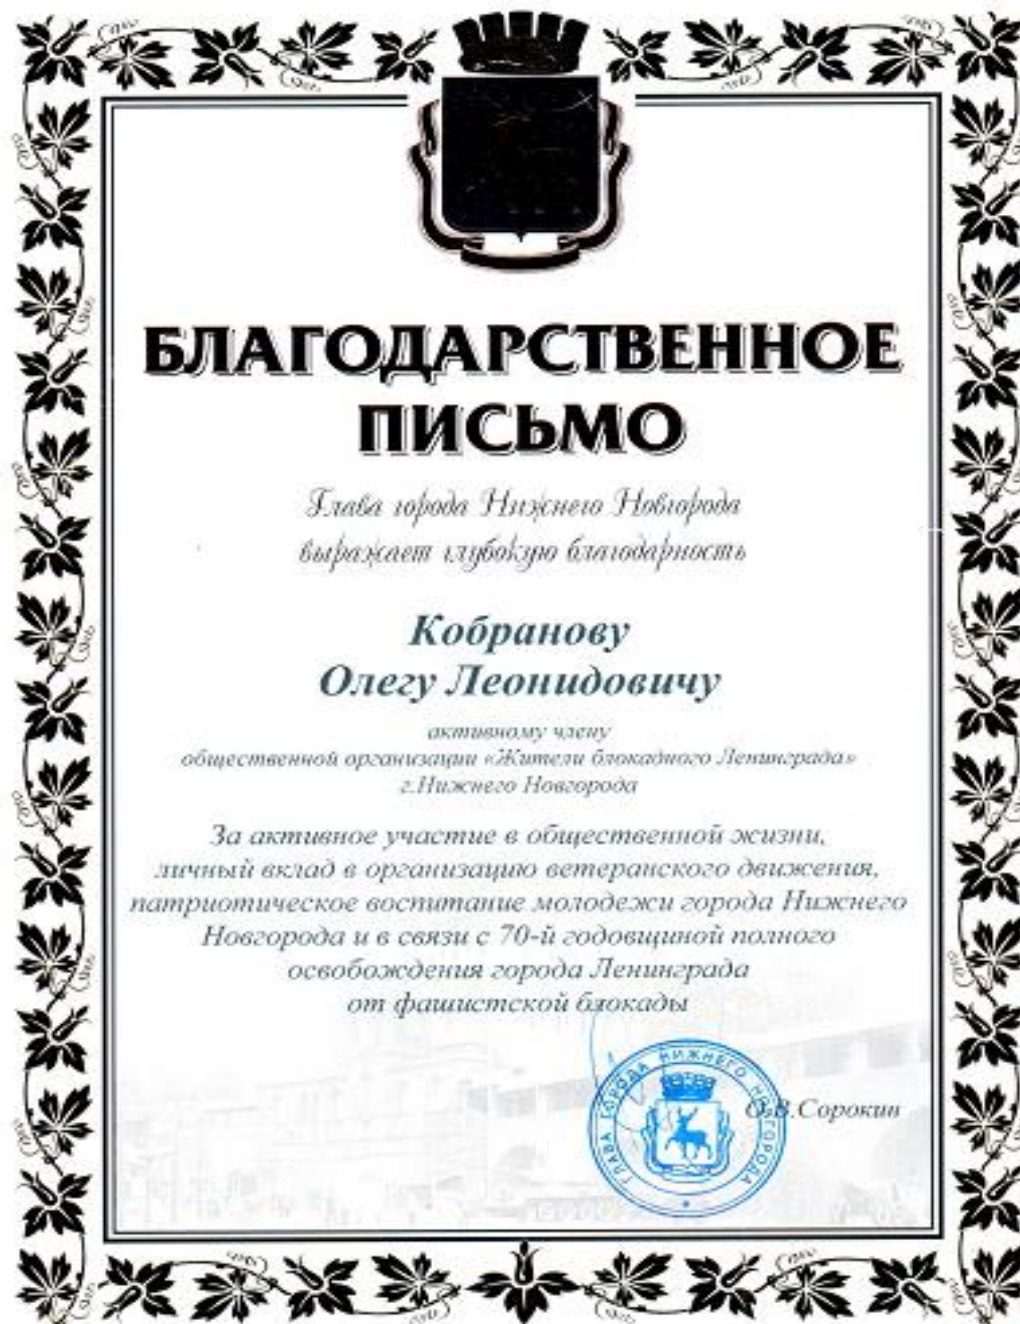 БЛАГОДАРСТВЕННОЕ
ПИСЬМО
Глава города Нижнего Новгорода
выражает глубокую благодарность
Кобранову
Олегу Леонидовичу
активному члену
общественной организации «Жители блокадного Ленинграда»
г.Нижнего Новгорода
За активное участие в общественной жизни,
личный вклад в организацию ветеранского движения,
патриотическое воспитание молодежи города Нижнего
Новгорода и в связи с 70-й годовщиной полного
освобождения города Ленинграда
от фашистской блокады
ГЛАВА ГОРОДА НИЖНЕГО НОВГОРОДА
О.В.Сорокин